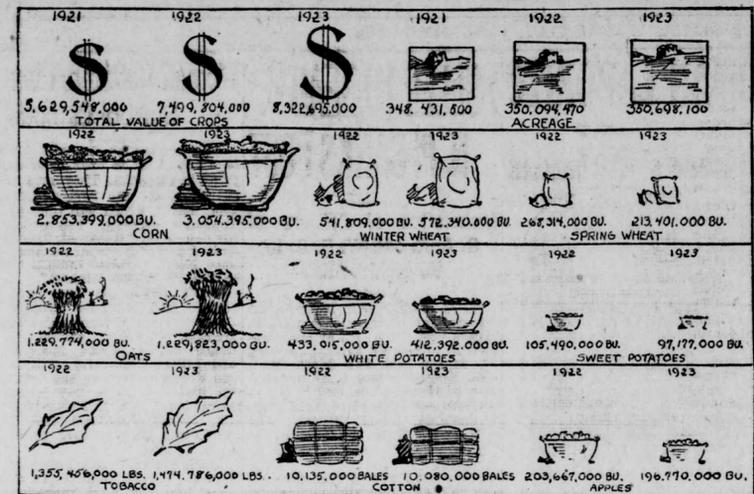 1921 1922 1923 1921 1922 1923
5,629,548,000 7,499,804,000 8,322,695,000 348.431,500 350.094,470 350,698.100
TOTAL VALUE OF CROPS ACREAGE
1922 1923 1922 1923 1922 1923
2,853,399,000 BU. 3,054,395,000 BU. 541,809,000 BU. 572,340,000 BU. 268,314,000 BU. 213,401,000 BU.
CORN WINTER WHEAT SPRING WHEAT
1922 1923 1922 1923 1922 1923
1,229,774,000 BU. 1,229,823,000 BU. 433,015,000 BU. 412,392,000 BU. 105,490,000 BU. 97,177,000 BU.
OATS WHITE POTATOES SWEET POTATOES
1922 1923 1922 1923 1922 1923
1,355,456,000 LBS. 1,474,786,000 LBS. 10,135,000 BALES 10,080,000 BALES 203,667,000 BU. 196,770,000 BU.
TOBACCO COTTON APPLES